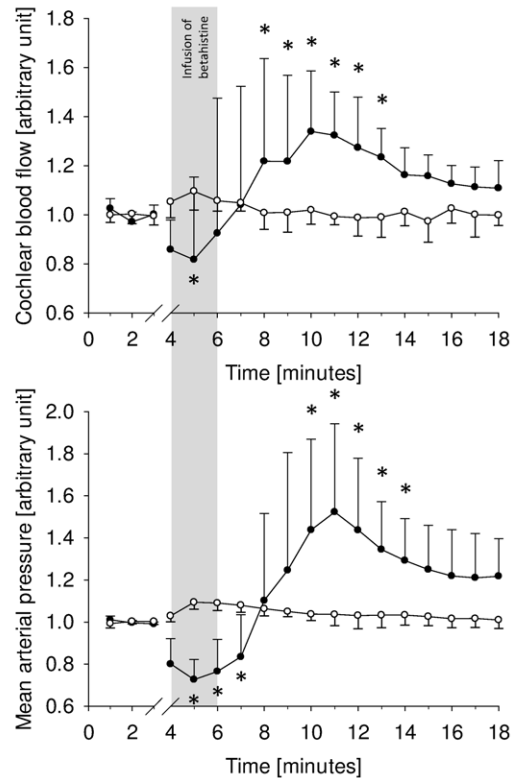 Cochlear blood flow [arbitrary unit]
1.8
1.6
1.4
1.2
1.0
0.8
0.6
Infusion of
betahistine
* * * * * *
*
0 2 4 6 8 10 12 14 16 18
Time [minutes]
Mean arterial pressure [arbitrary unit]
2.0
1.8
1.6
1.4
1.2
1.0
0.8
0.6
* * * * *
* * *
0 2 4 6 8 10 12 14 16 18
Time [minutes]